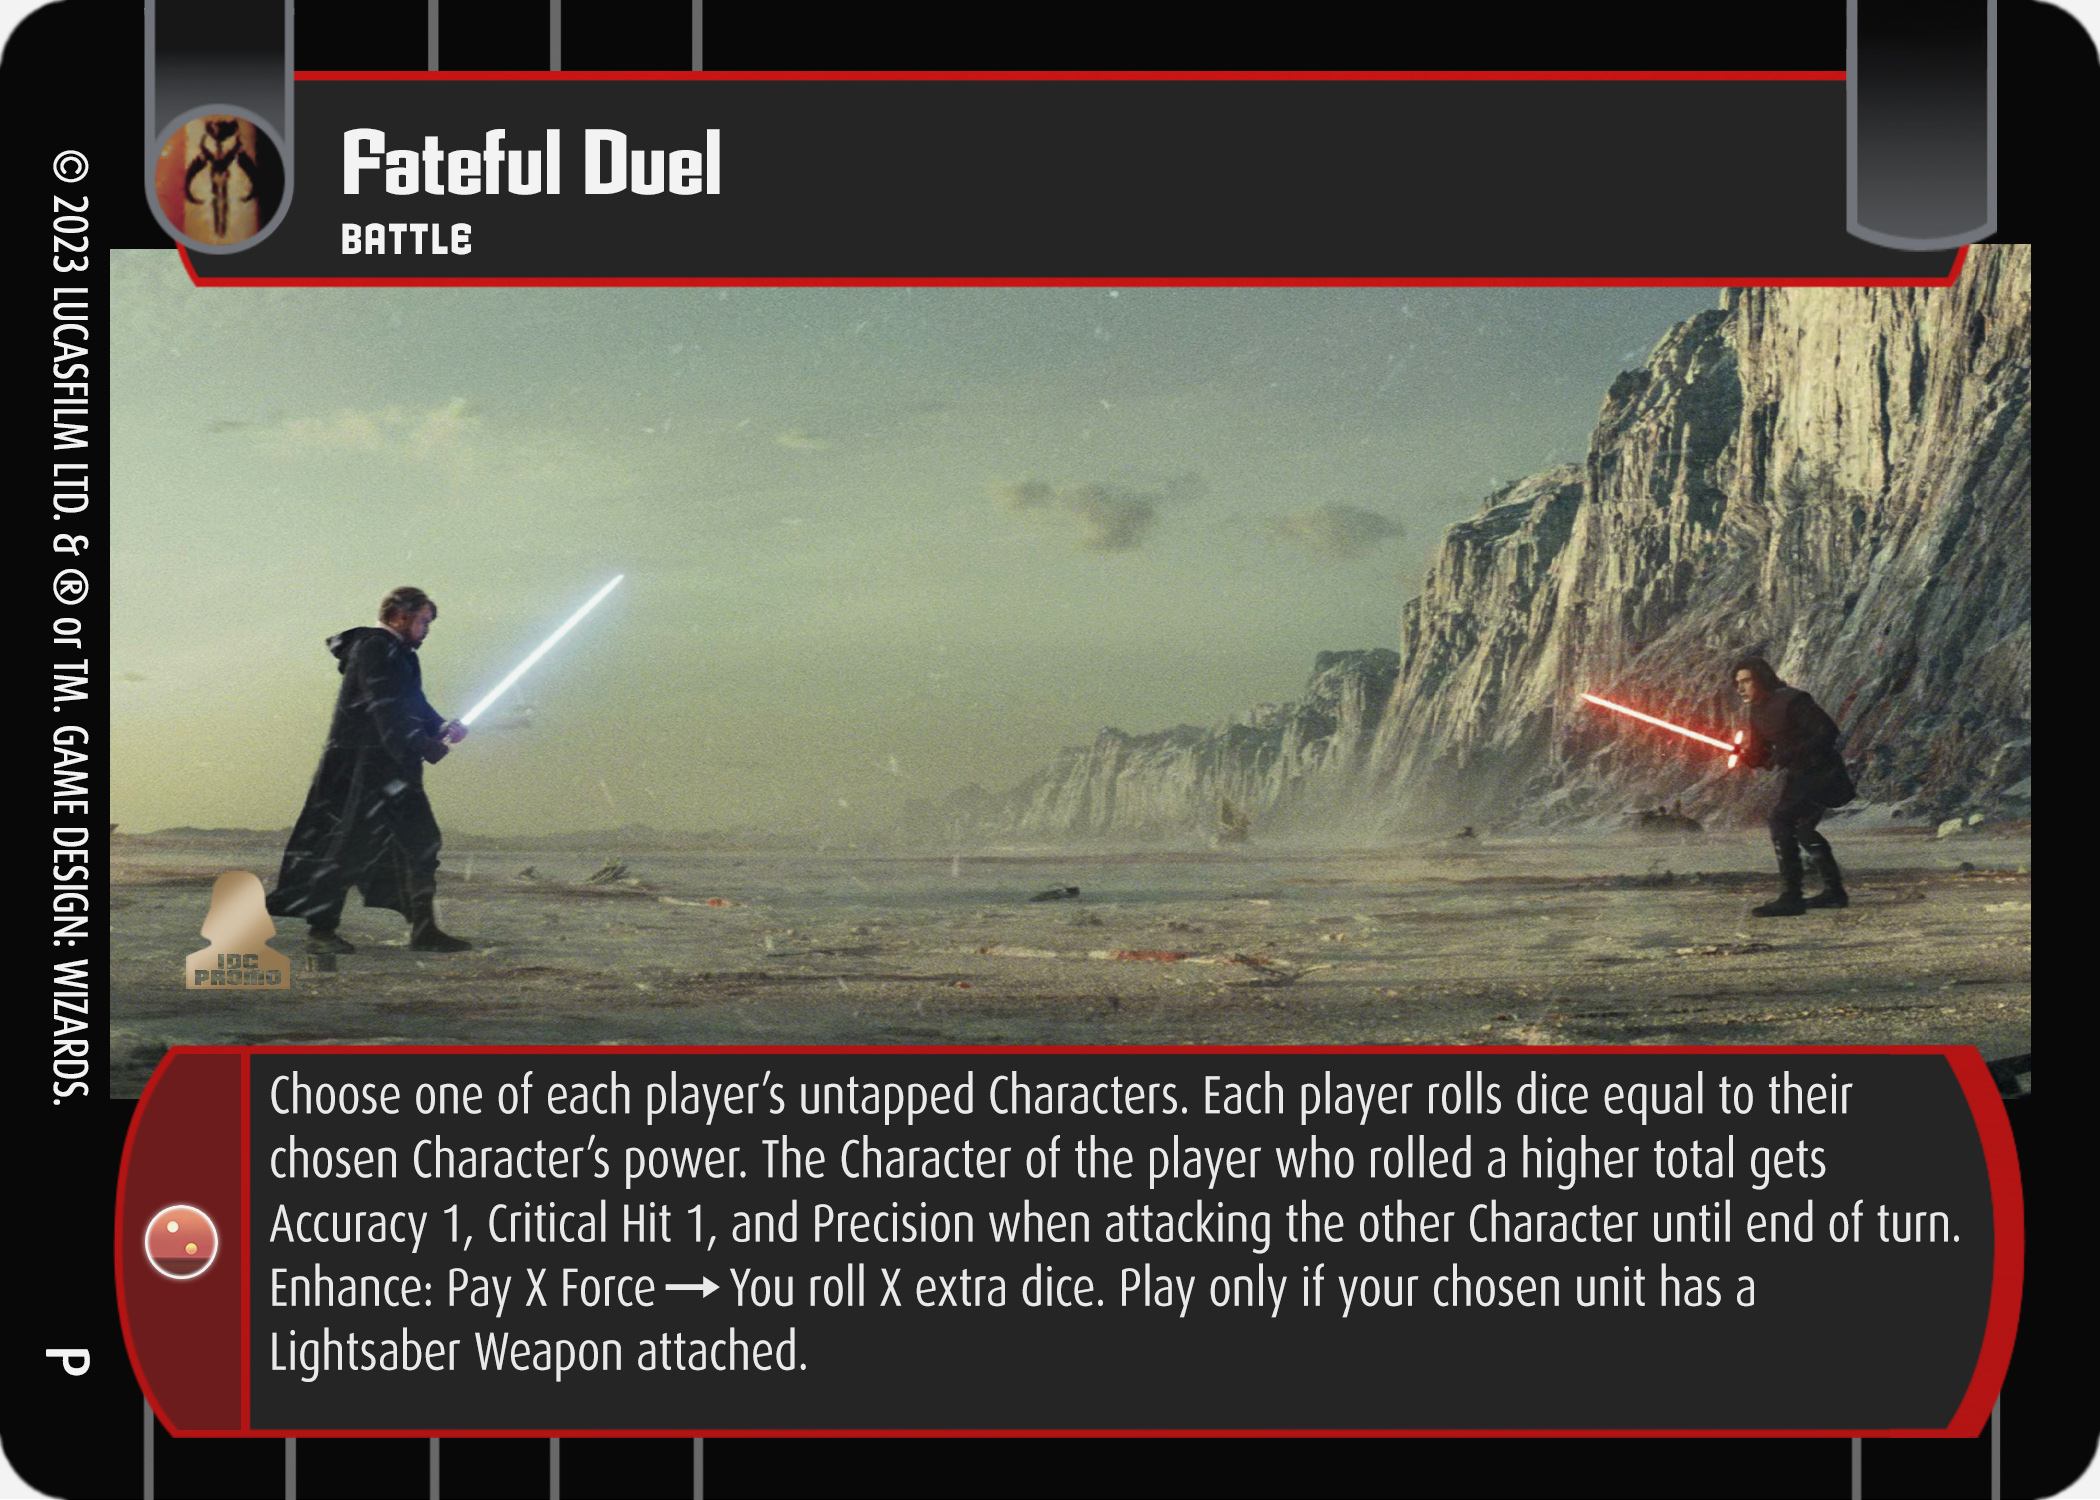 Fateful Duel
BATTLE
© 2023 LUCASFILM LTD. & ® or TM. GAME DESIGN: WIZARDS.
IDC
PROMO
Choose one of each player’s untapped Characters. Each player rolls dice equal to their
chosen Character’s power. The Character of the player who rolled a higher total gets
Accuracy 1, Critical Hit 1, and Precision when attacking the other Character until end of turn.
Enhance: Pay X Force → You roll X extra dice. Play only if your chosen unit has a
Lightsaber Weapon attached.
P